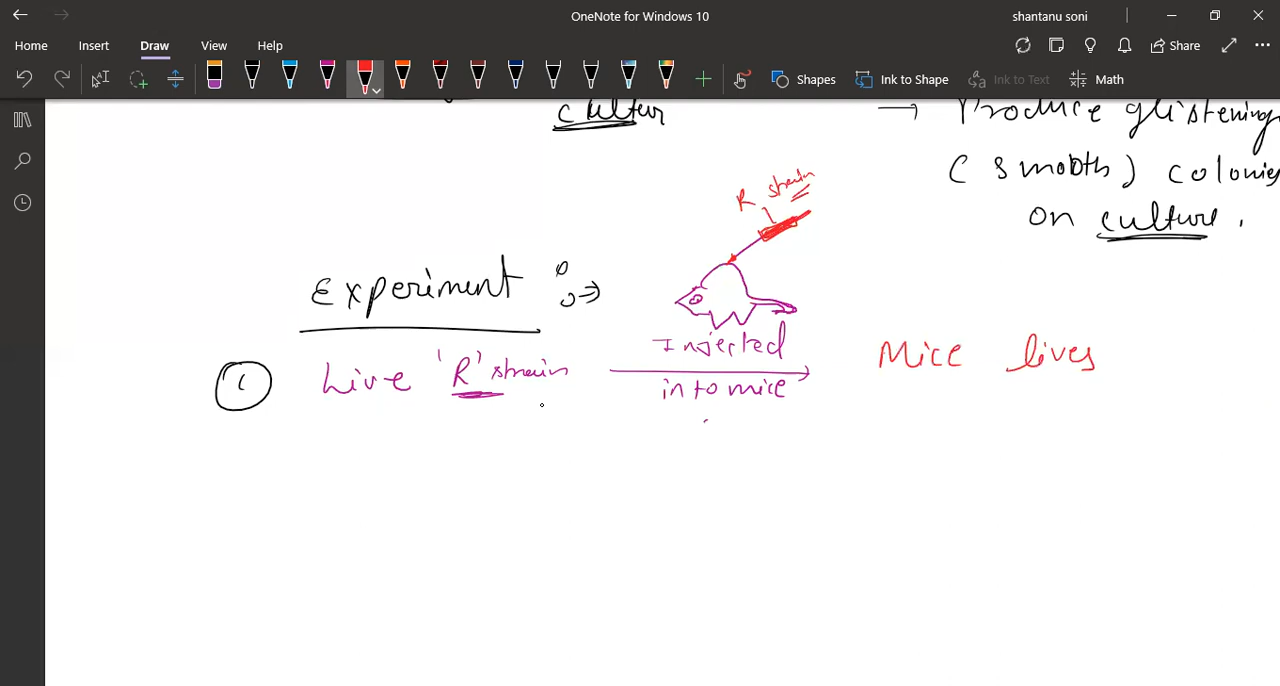 OneNote for Windows 10
shantanu soni
Home Insert Draw View Help
Share
Shapes
Ink to Shape
Ink to Text
Math
cultur
→ Produce glistening
(smooth) colonies
on culture.
R strain
Experiment :⇒
① Live 'R' strain
Injected
into mice
Mice lives